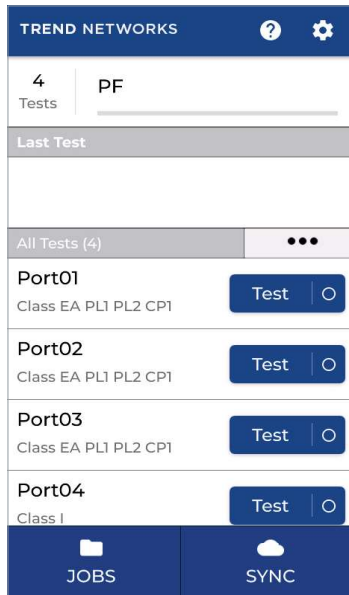 TREND NETWORKS
4
Tests
PF
Last Test
All Tests (4)
Port01
Class EA PL1 PL2 CP1
Test
Port02
Class EA PL1 PL2 CP1
Test
Port03
Class EA PL1 PL2 CP1
Test
Port04
Class I
Test
JOBS
SYNC